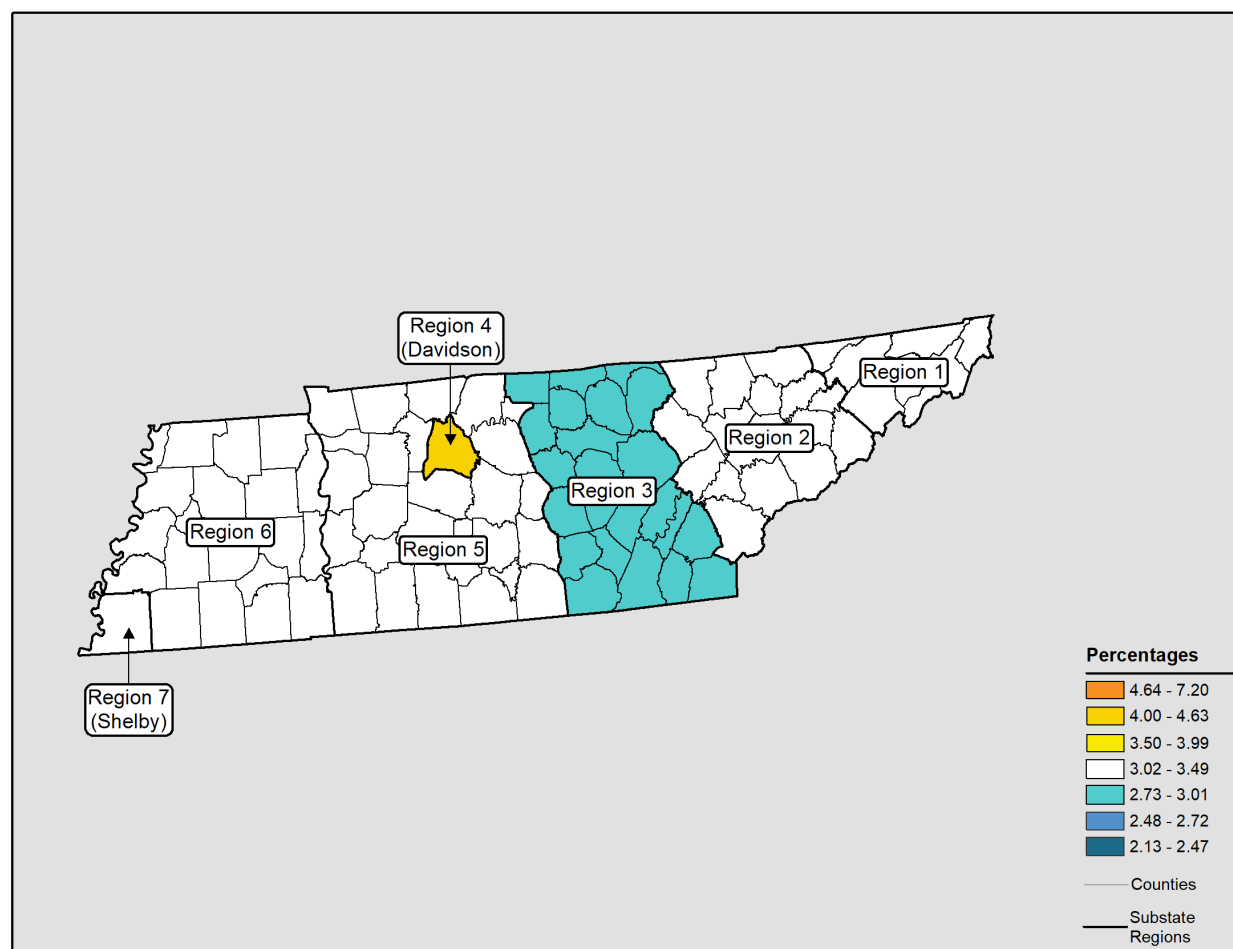 Region 4
(Davidson)
Region 1
Region 2
Region 3
Region 6
Region 5
Region 7
(Shelby)
Percentages
4.64 - 7.20
4.00 - 4.63
3.50 - 3.99
3.02 - 3.49
2.73 - 3.01
2.48 - 2.72
2.13 - 2.47
Counties
Substate
Regions